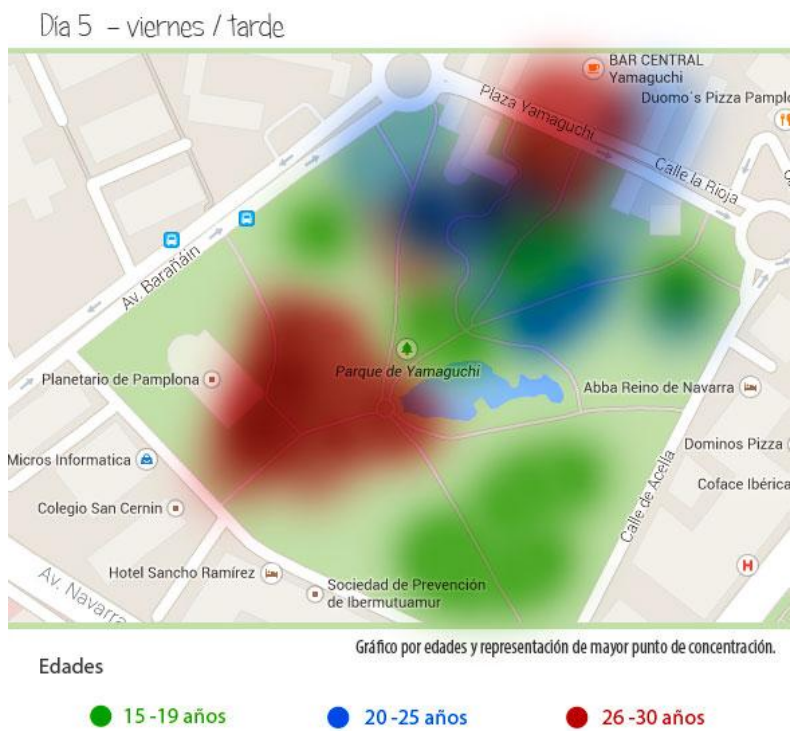 Día 5 – viernes / tarde
BAR CENTRAL
Yamaguchi
Plaza Yamaguchi
Duomo´s Pizza Pamplo
Calle la Rioja
Av. Barañáin
Parque de Yamaguchi
Planetario de Pamplona
Abba Reino de Navarra
Micros Informatica
Dominos Pizza
Colegio San Cernin
Coface Ibérica
Calle de Acella
Hotel Sancho Ramírez
H
Av. Navarra
Sociedad de Prevención
de Ibermutuamur
Gráfico por edades y representación de mayor punto de concentración.
Edades
15 -19 años
20 -25 años
26 -30 años